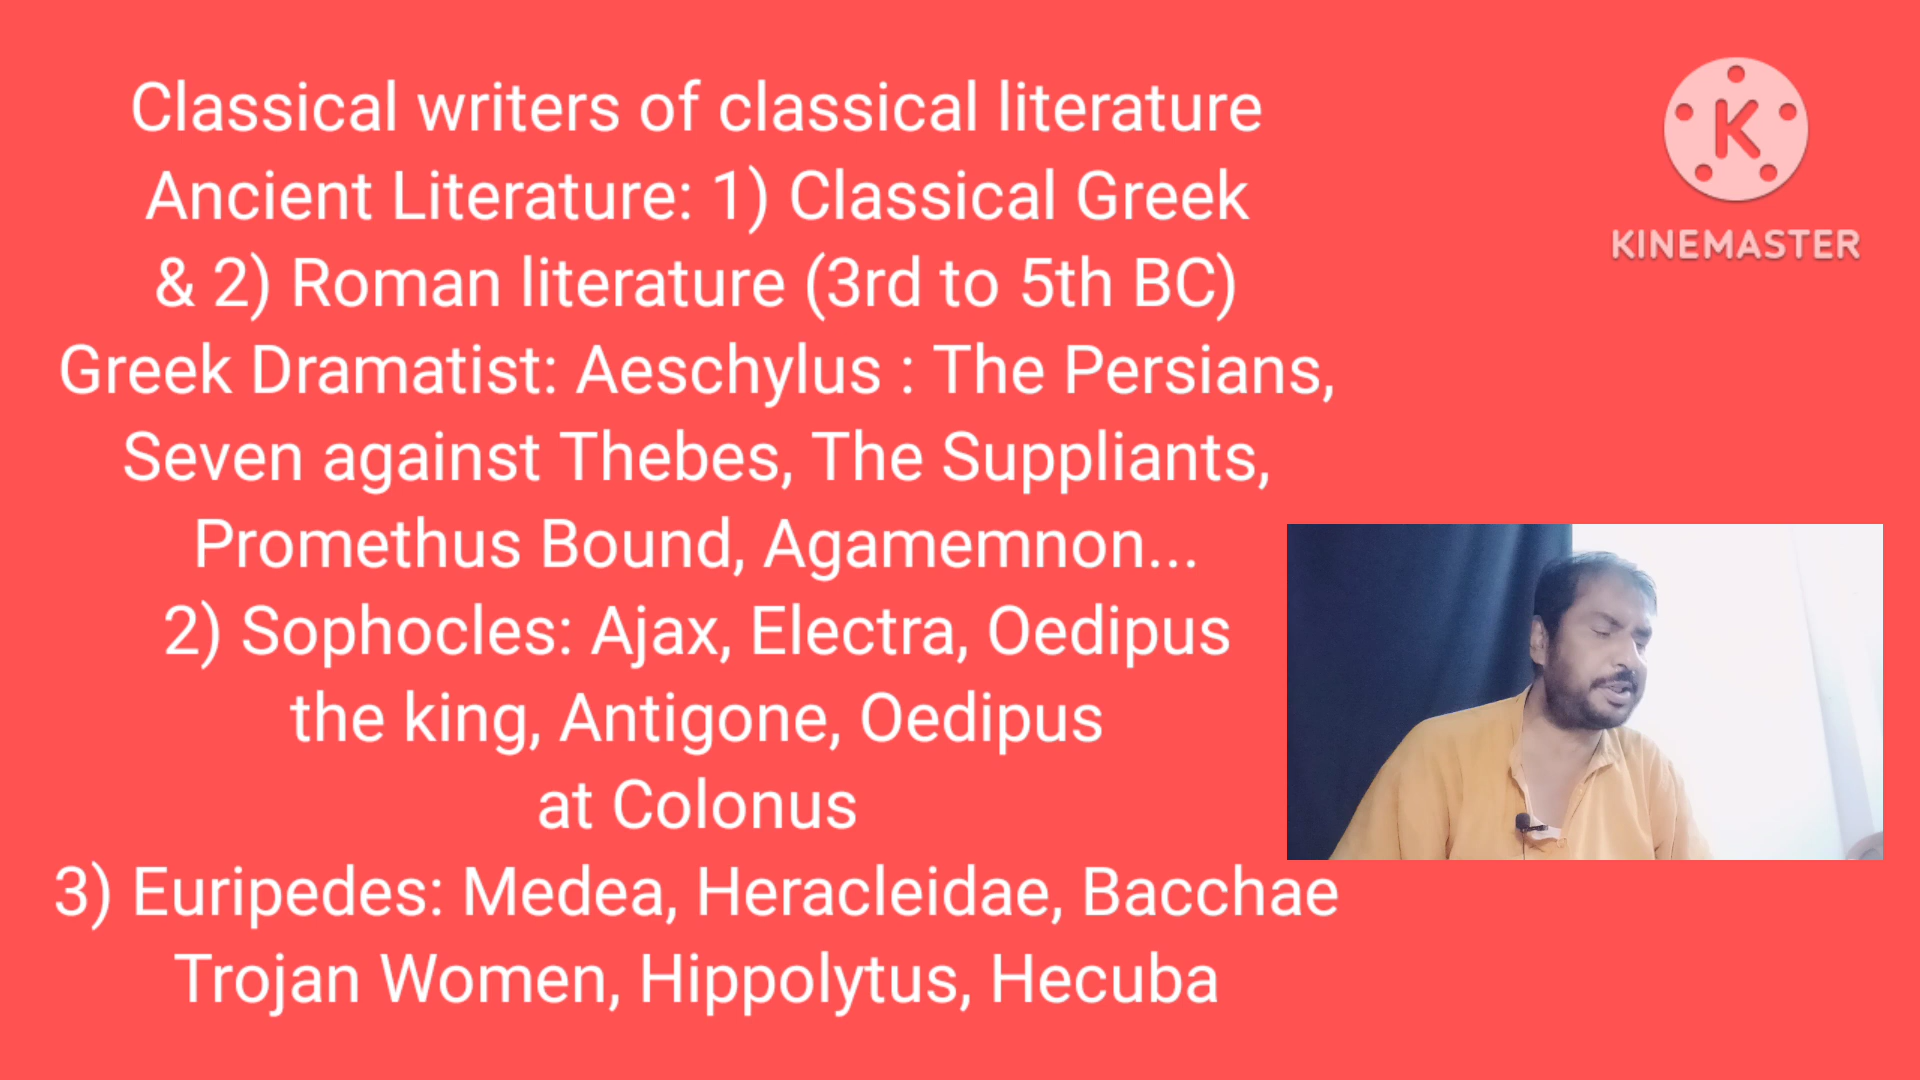 Classical writers of classical literature
Ancient Literature: 1) Classical Greek
& 2) Roman literature (3rd to 5th BC)
Greek Dramatist: Aeschylus : The Persians,
Seven against Thebes, The Suppliants,
Promethus Bound, Agamemnon...
2) Sophocles: Ajax, Electra, Oedipus
the king, Antigone, Oedipus
at Colonus
3) Euripedes: Medea, Heracleidae, Bacchae
Trojan Women, Hippolytus, Hecuba
K
KINEMASTER